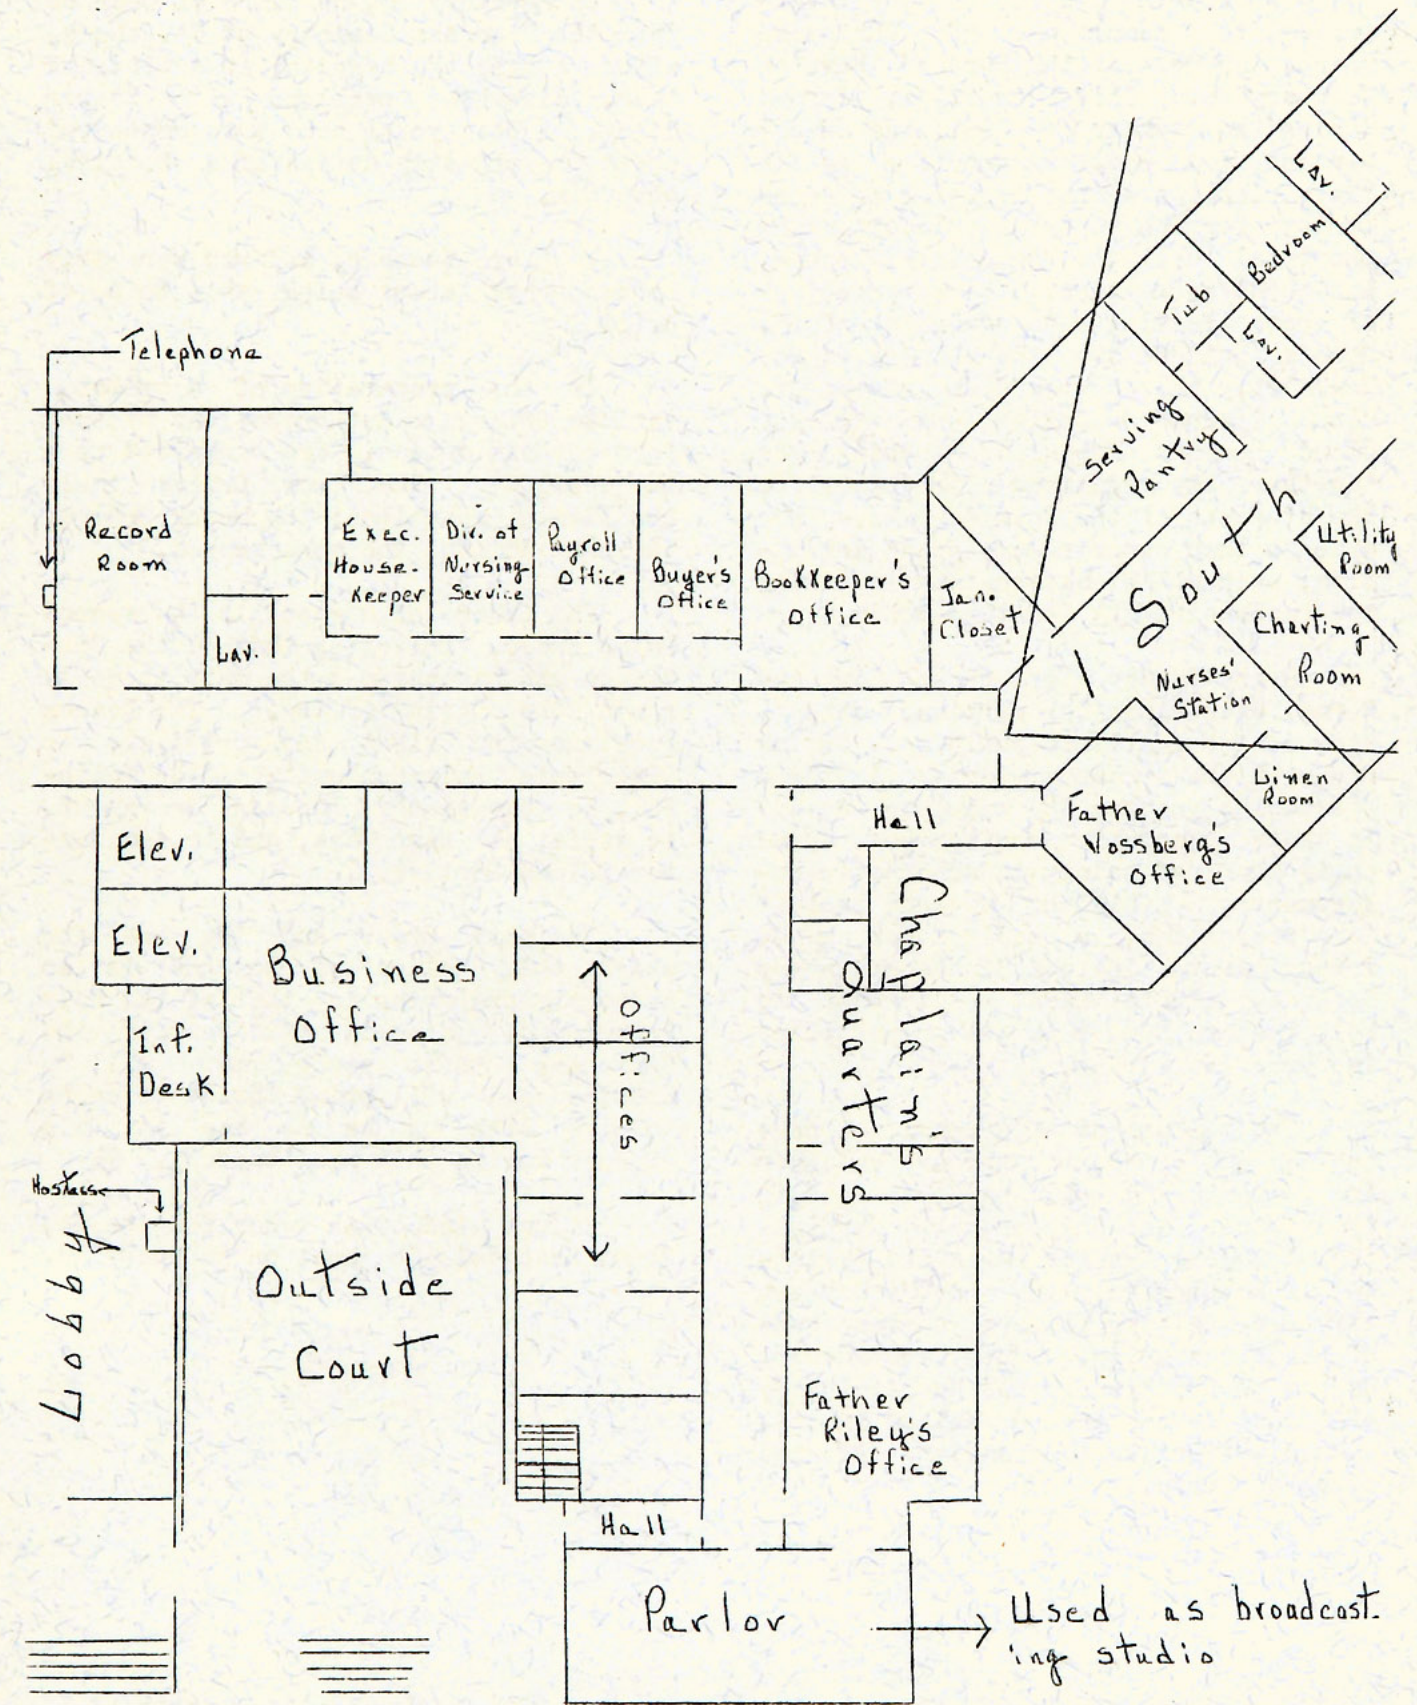 Telephone
Record
Room
Lav.
Exec.
House-
Keeper
Dir. of
Nursing
Service
Payroll
Office
Buyer's
Office
Bookkeeper's
Office
Jan.
Closet
Serving
Pantry
Tub
Lav.
Bedroom
Lav.
1 South
Utility
Room
Charting
Room
Nurses'
Station
Linen
Room
Father
Vossberg's
Office
Hall
Chaplain's
Quarters
Elev.
Elev.
Inf.
Desk
Business
Office
Offices
Hostess
Lobby
Outside
Court
Father
Riley's
Office
Hall
Parlor
Used as broadcast-
ing studio